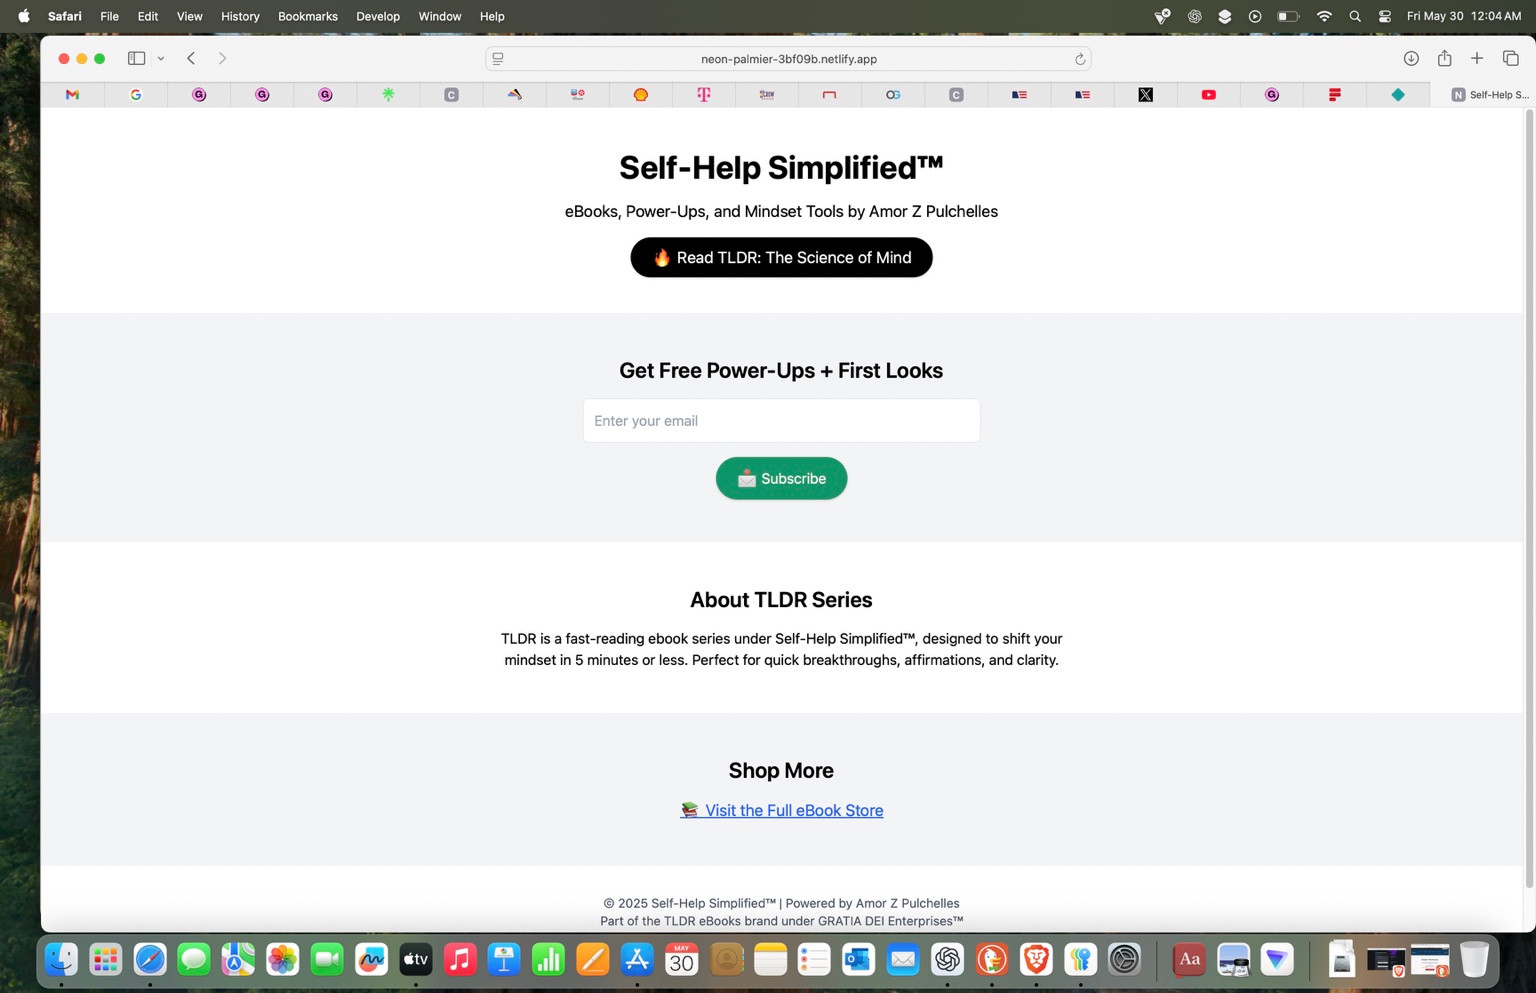 Safari File Edit View History Bookmarks Develop Window Help Fri May 30 12:04 AM
neon-palmier-3bf09b.netlify.app
G C T OG C X G N Self-Help S...
Self-Help Simplified™
eBooks, Power-Ups, and Mindset Tools by Amor Z Pulchelles
🔥 Read TLDR: The Science of Mind
Get Free Power-Ups + First Looks
Enter your email
📩 Subscribe
About TLDR Series
TLDR is a fast-reading ebook series under Self-Help Simplified™, designed to shift your
mindset in 5 minutes or less. Perfect for quick breakthroughs, affirmations, and clarity.
Shop More
📚 Visit the Full eBook Store
© 2025 Self-Help Simplified™ | Powered by Amor Z Pulchelles
Part of the TLDR eBooks brand under GRATIA DEI Enterprises™
tv MAY 30 Aa